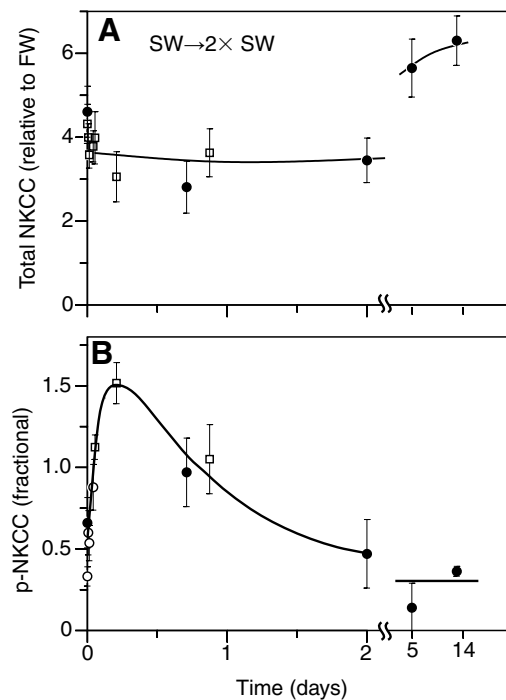 A
SW→2× SW
Total NKCC (relative to FW)
6
4
2
0
B
p-NKCC (fractional)
1.5
1.0
0.5
0
0
1
2
5
14
Time (days)